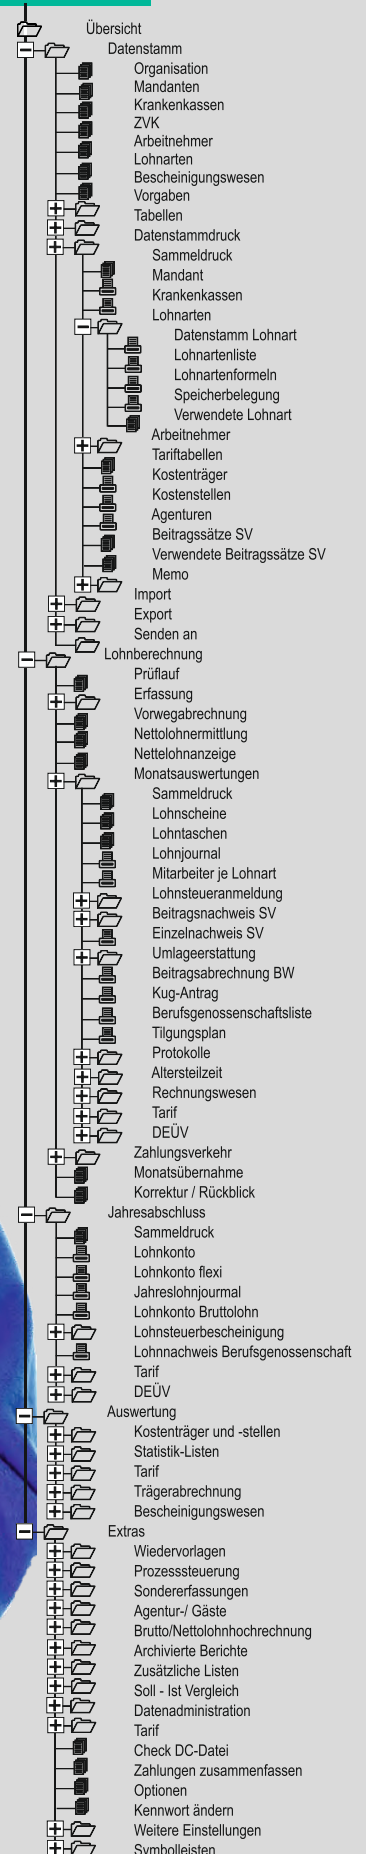 Übersicht
Datenstamm
Organisation
Mandanten
Krankenkassen
ZVK
Arbeitnehmer
Lohnarten
Bescheinigungswesen
Vorgaben
Tabellen
Datenstammdruck
Sammeldruck
Mandant
Krankenkassen
Lohnarten
Datenstamm Lohnart
Lohnartenliste
Lohnartenformeln
Speicherbelegung
Verwendete Lohnart
Arbeitnehmer
Tariftabellen
Kostenträger
Kostenstellen
Agenturen
Beitragssätze SV
Verwendete Beitragssätze SV
Memo
Import
Export
Senden an
Lohnberechnung
Prüflauf
Erfassung
Vorwegabrechnung
Nettolohnermittlung
Nettelohnanzeige
Monatsauswertungen
Sammeldruck
Lohnscheine
Lohntaschen
Lohnjournal
Mitarbeiter je Lohnart
Lohnsteueranmeldung
Beitragsnachweis SV
Einzelnachweis SV
Umlageerstattung
Beitragsabrechnung BW
Kug-Antrag
Berufsgenossenschaftsliste
Tilgungsplan
Protokolle
Altersteilzeit
Rechnungswesen
Tarif
DEÜV
Zahlungsverkehr
Monatsübernahme
Korrektur / Rückblick
Jahresabschluss
Sammeldruck
Lohnkonto
Lohnkonto flexi
Jahreslohnjourmal
Lohnkonto Bruttolohn
Lohnsteuerbescheinigung
Lohnnachweis Berufsgenossenschaft
Tarif
DEÜV
Auswertung
Kostenträger und -stellen
Statistik-Listen
Tarif
Trägerabrechnung
Bescheinigungswesen
Extras
Wiedervorlagen
Prozesssteuerung
Sondererfassungen
Agentur-/ Gäste
Brutto/Nettolohnhochrechnung
Archivierte Berichte
Zusätzliche Listen
Soll - Ist Vergleich
Datenadministration
Tarif
Check DC-Datei
Zahlungen zusammenfassen
Optionen
Kennwort ändern
Weitere Einstellungen
Symbolleisten